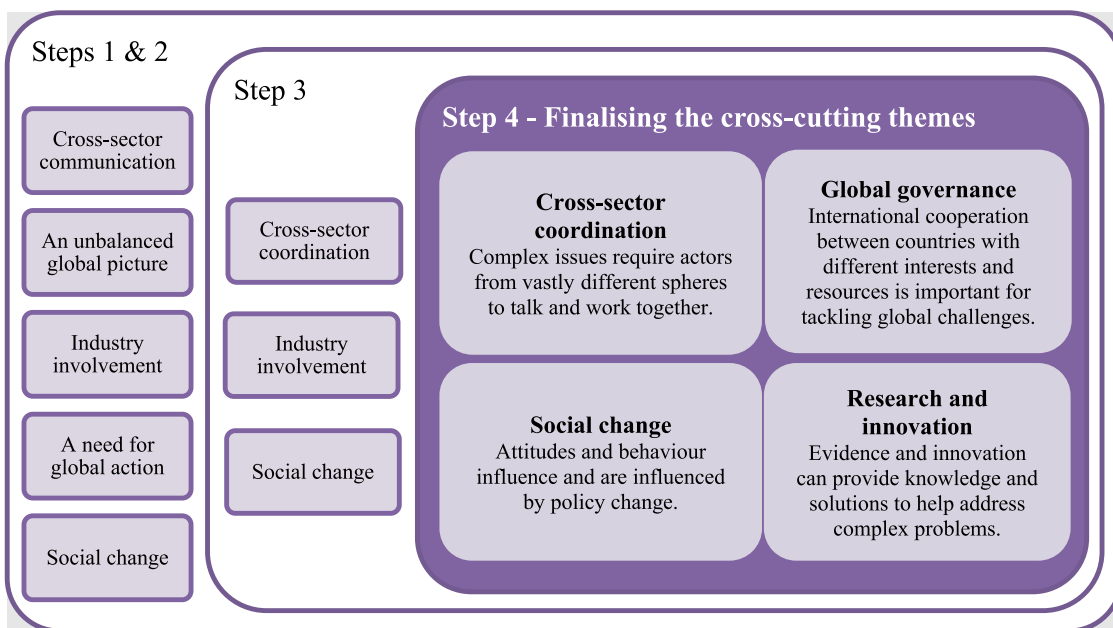 Steps 1 & 2
Cross-sector
communication
An unbalanced
global picture
Industry
involvement
A need for
global action
Social change
Step 3
Cross-sector
coordination
Industry
involvement
Social change
Step 4 - Finalising the cross-cutting themes
Cross-sector
coordination
Complex issues require actors
from vastly different spheres
to talk and work together.
Global governance
International cooperation
between countries with
different interests and
resources is important for
tackling global challenges.
Social change
Attitudes and behaviour
influence and are influenced
by policy change.
Research and
innovation
Evidence and innovation
can provide knowledge and
solutions to help address
complex problems.